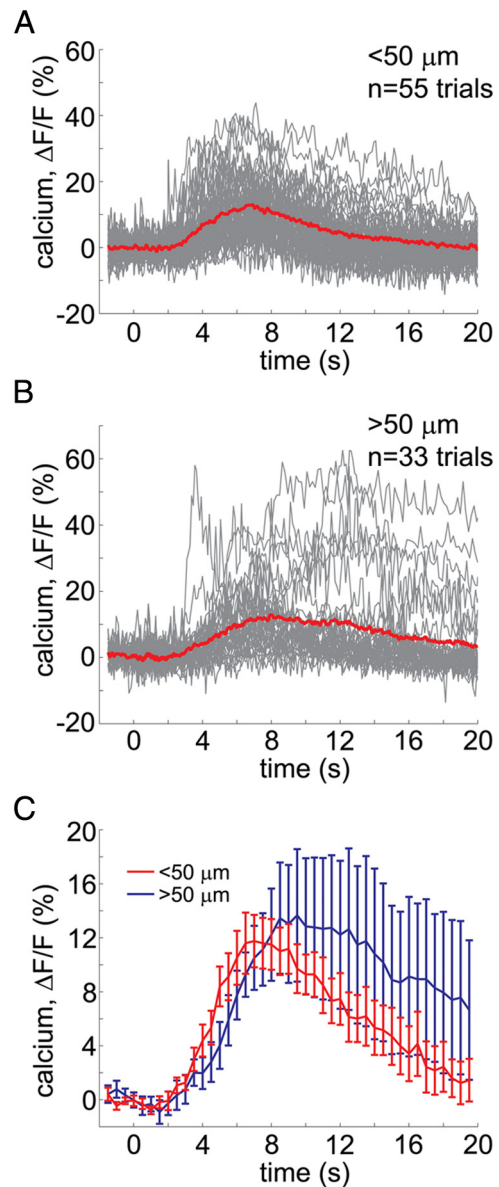 A
<50 μm
n=55 trials
calcium, ΔF/F (%)
60
40
20
0
-20
0 4 8 12 16 20
time (s)
B
>50 μm
n=33 trials
calcium, ΔF/F (%)
60
40
20
0
-20
0 4 8 12 16 20
time (s)
C
<50 μm
>50 μm
calcium, ΔF/F (%)
20
16
12
8
4
0
0 4 8 12 16 20
time (s)